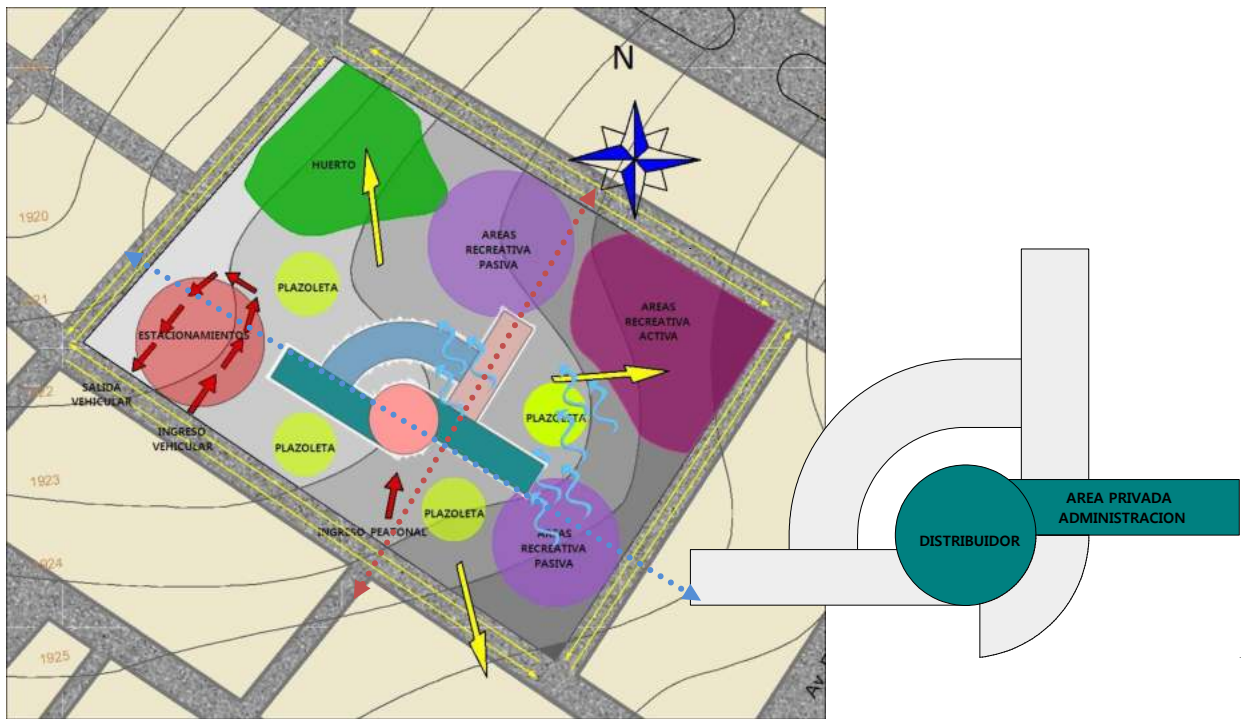 N
HUERTO
1920
AREAS
RECREATIVA
PASIVA
PLAZOLETA
AREAS
RECREATIVA
ACTIVA
ESTACIONAMIENTOS
SALIDA
VEHICULAR
INGRESO
VEHICULAR
PLAZOLETA
PLAZOLETA
1923
PLAZOLETA
INGRESO PEATONAL
AREAS
RECREATIVA
PASIVA
1924
1925
Av.
AREA PRIVADA
ADMINISTRACION
DISTRIBUIDOR